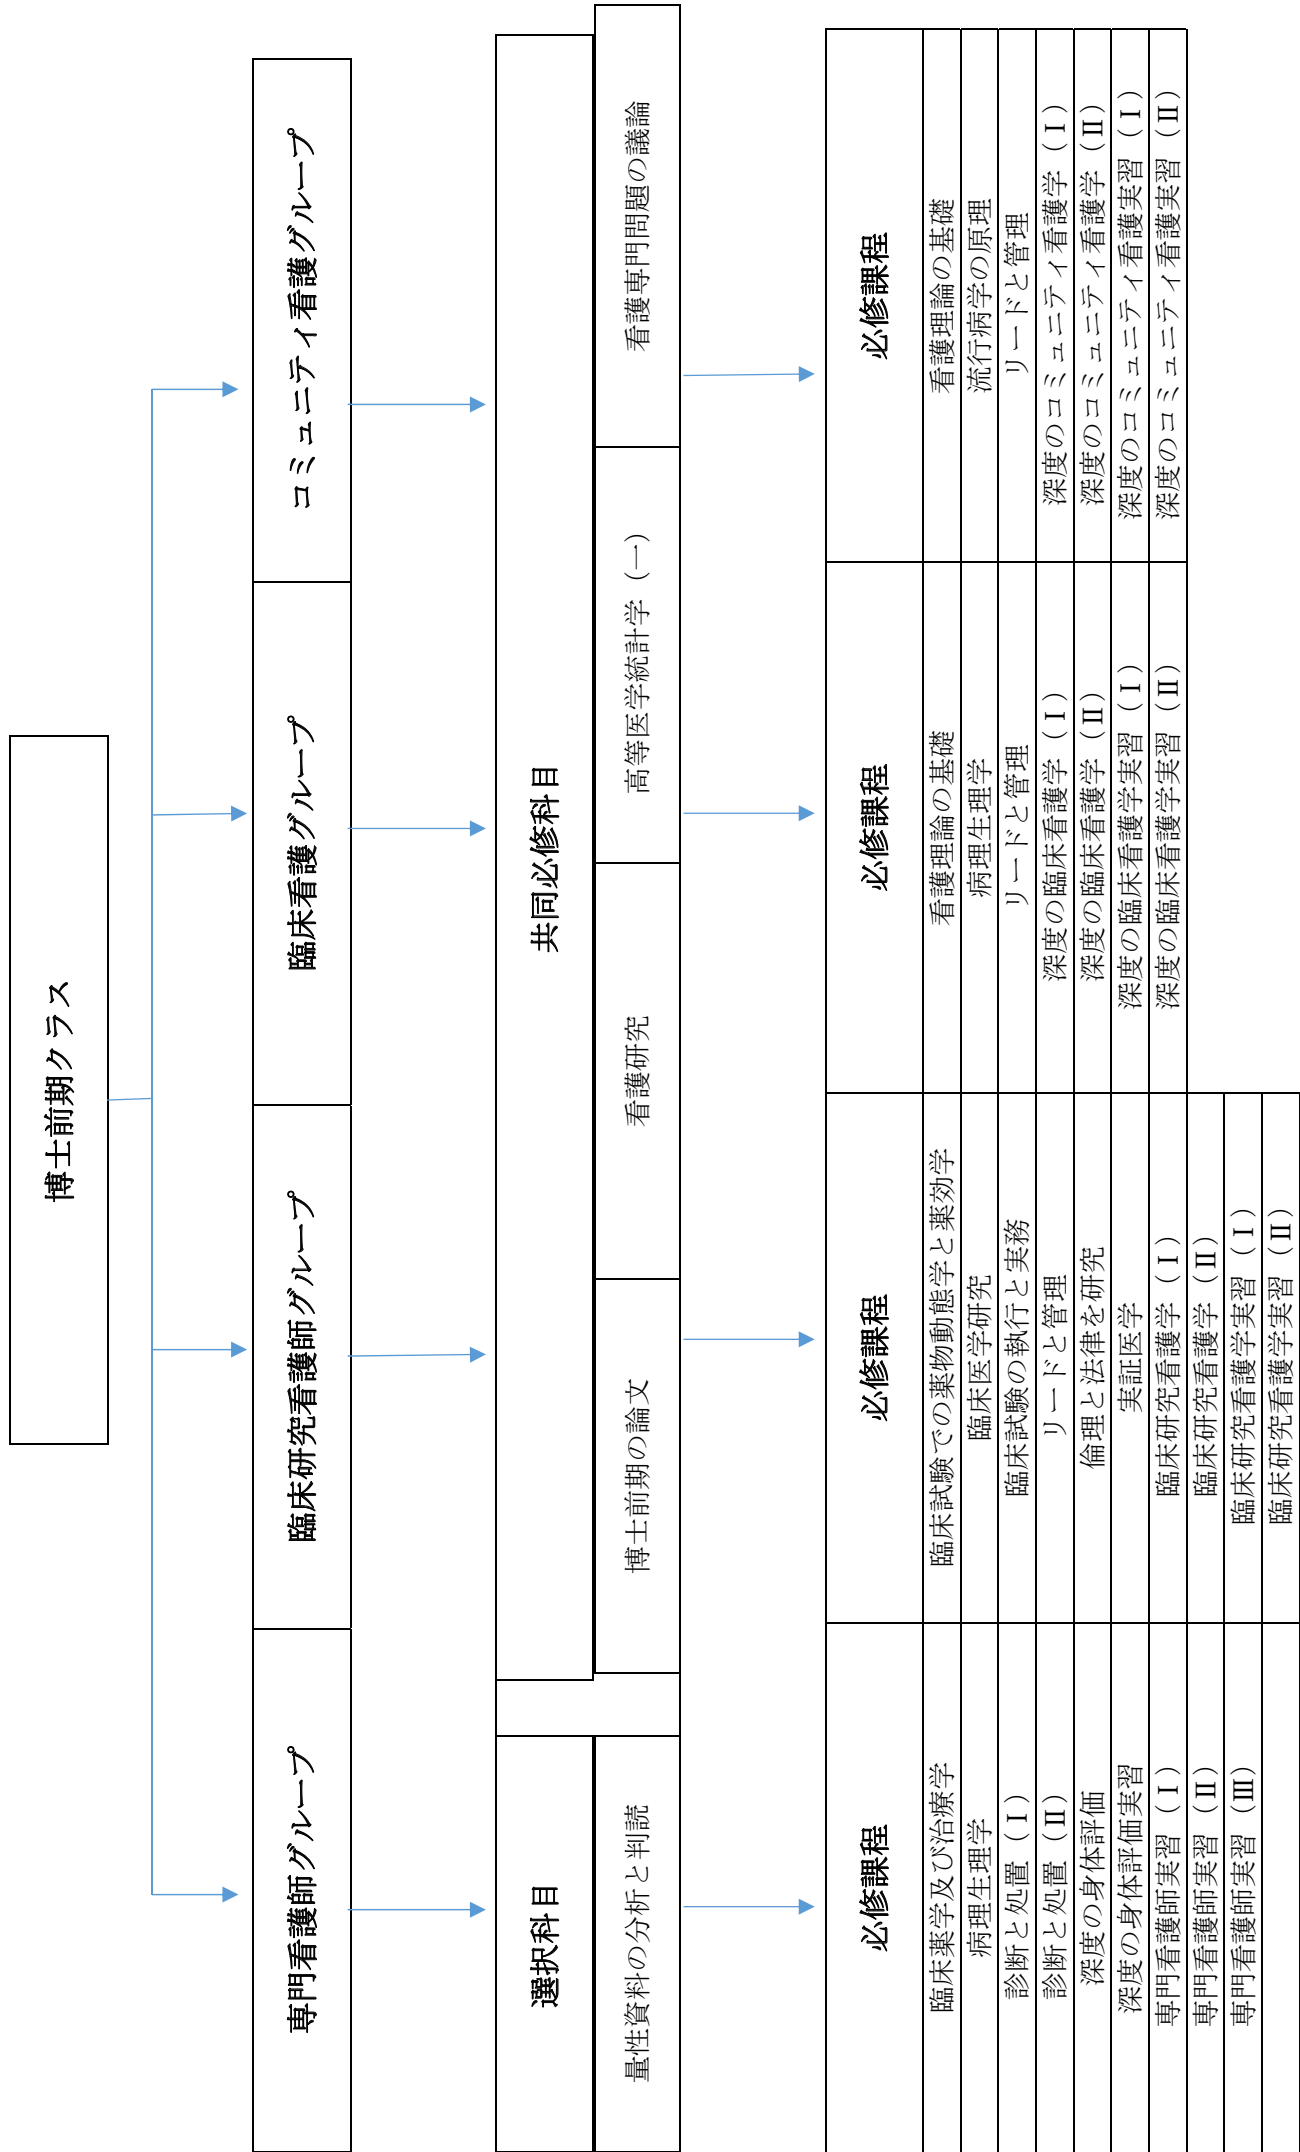 博士前期クラス
専門看護師グループ
臨床研究看護師グループ
臨床看護グループ
コミュニティ看護グループ
選択科目
共同必修科目
量性資料の分析と判読
博士前期の論文
看護研究
高等医学統計学（一）
看護専門問題の議論
必修課程
臨床薬学及び治療学
病理生理学
診断と処置（Ⅰ）
診断と処置（Ⅱ）
深度の身体評価
深度の身体評価実習
専門看護師実習（Ⅰ）
専門看護師実習（Ⅱ）
専門看護師実習（Ⅲ）
必修課程
臨床試験での薬物動態学と薬効学
臨床医学研究
臨床試験の執行と実務
リードと管理
倫理と法律を研究
実証医学
臨床研究看護学（Ⅰ）
臨床研究看護学（Ⅱ）
臨床研究看護学実習（Ⅰ）
臨床研究看護学実習（Ⅱ）
必修課程
看護理論の基礎
病理生理学
リードと管理
深度の臨床看護学（Ⅰ）
深度の臨床看護学（Ⅱ）
深度の臨床看護学実習（Ⅰ）
深度の臨床看護学実習（Ⅱ）
必修課程
看護理論の基礎
流行病学の原理
リードと管理
深度のコミュニティ看護学（Ⅰ）
深度のコミュニティ看護学（Ⅱ）
深度のコミュニティ看護実習（Ⅰ）
深度のコミュニティ看護実習（Ⅱ）